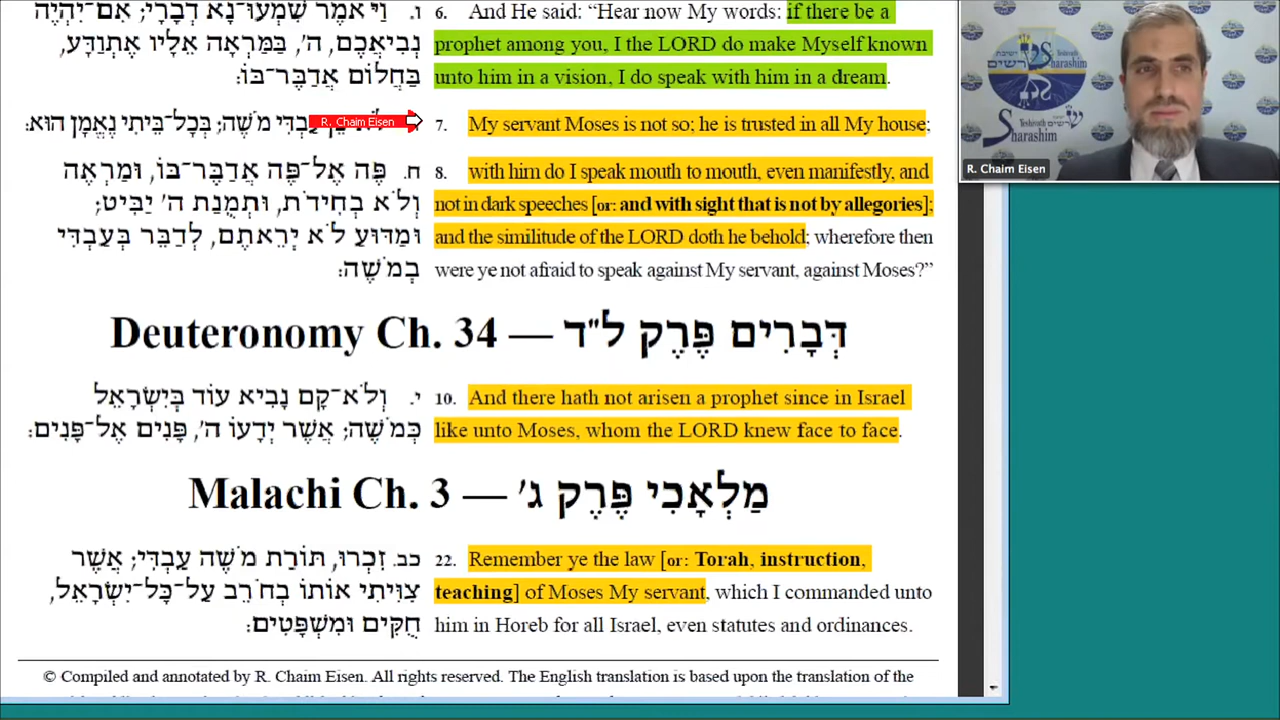 ו. וַיֹּאמֶר שִׁמְעוּ־נָא דְבָרָי; אִם־יִהְיֶה
נְבִיאֲכֶם, ה', בַּמַּרְאָה אֵלָיו אֶתְוַדָּע,
בַּחֲלוֹם אֲדַבֶּר־בּוֹ:
6. And He said: “Hear now My words: if there be a
prophet among you, I the LORD do make Myself known
unto him in a vision, I do speak with him in a dream.
מֹשֶׁה; בְּכָל־בֵּיתִי נֶאֱמָן הוּא:
R. Chaim Eisen
7. My servant Moses is not so; he is trusted in all My house;
ח. פֶּה אֶל־פֶּה אֲדַבֶּר־בּוֹ, וּמַרְאֶה
וְלֹא בְחִידֹת, וּתְמֻנַת ה' יַבִּיט;
וּמַדּוּעַ לֹא יְרֵאתֶם, לְדַבֵּר בְּעַבְדִּי
בְמֹשֶׁה:
8. with him do I speak mouth to mouth, even manifestly, and
not in dark speeches [or: and with sight that is not by allegories];
and the similitude of the LORD doth he behold; wherefore then
were ye not afraid to speak against My servant, against Moses?”
Deuteronomy Ch. 34 — דְּבָרִים פֶּרֶק ל"ד
י. וְלֹא־קָם נָבִיא עוֹד בְּיִשְׂרָאֵל
כְּמֹשֶׁה; אֲשֶׁר יְדָעוֹ ה', פָּנִים אֶל־פָּנִים:
10. And there hath not arisen a prophet since in Israel
like unto Moses, whom the LORD knew face to face.
Malachi Ch. 3 — מַלְאָכִי פֶּרֶק ג'
כב. זִכְרוּ, תּוֹרַת מֹשֶׁה עַבְדִּי; אֲשֶׁר
צִוִּיתִי אוֹתוֹ בְחֹרֵב עַל־כָּל־יִשְׂרָאֵל,
חֻקִּים וּמִשְׁפָּטִים:
22. Remember ye the law [or: Torah, instruction,
teaching] of Moses My servant, which I commanded unto
him in Horeb for all Israel, even statutes and ordinances.
© Compiled and annotated by R. Chaim Eisen. All rights reserved. The English translation is based upon the translation of the
Yeshivath
Sharashim
ישיבת
שרשים
Sharashim
R. Chaim Eisen